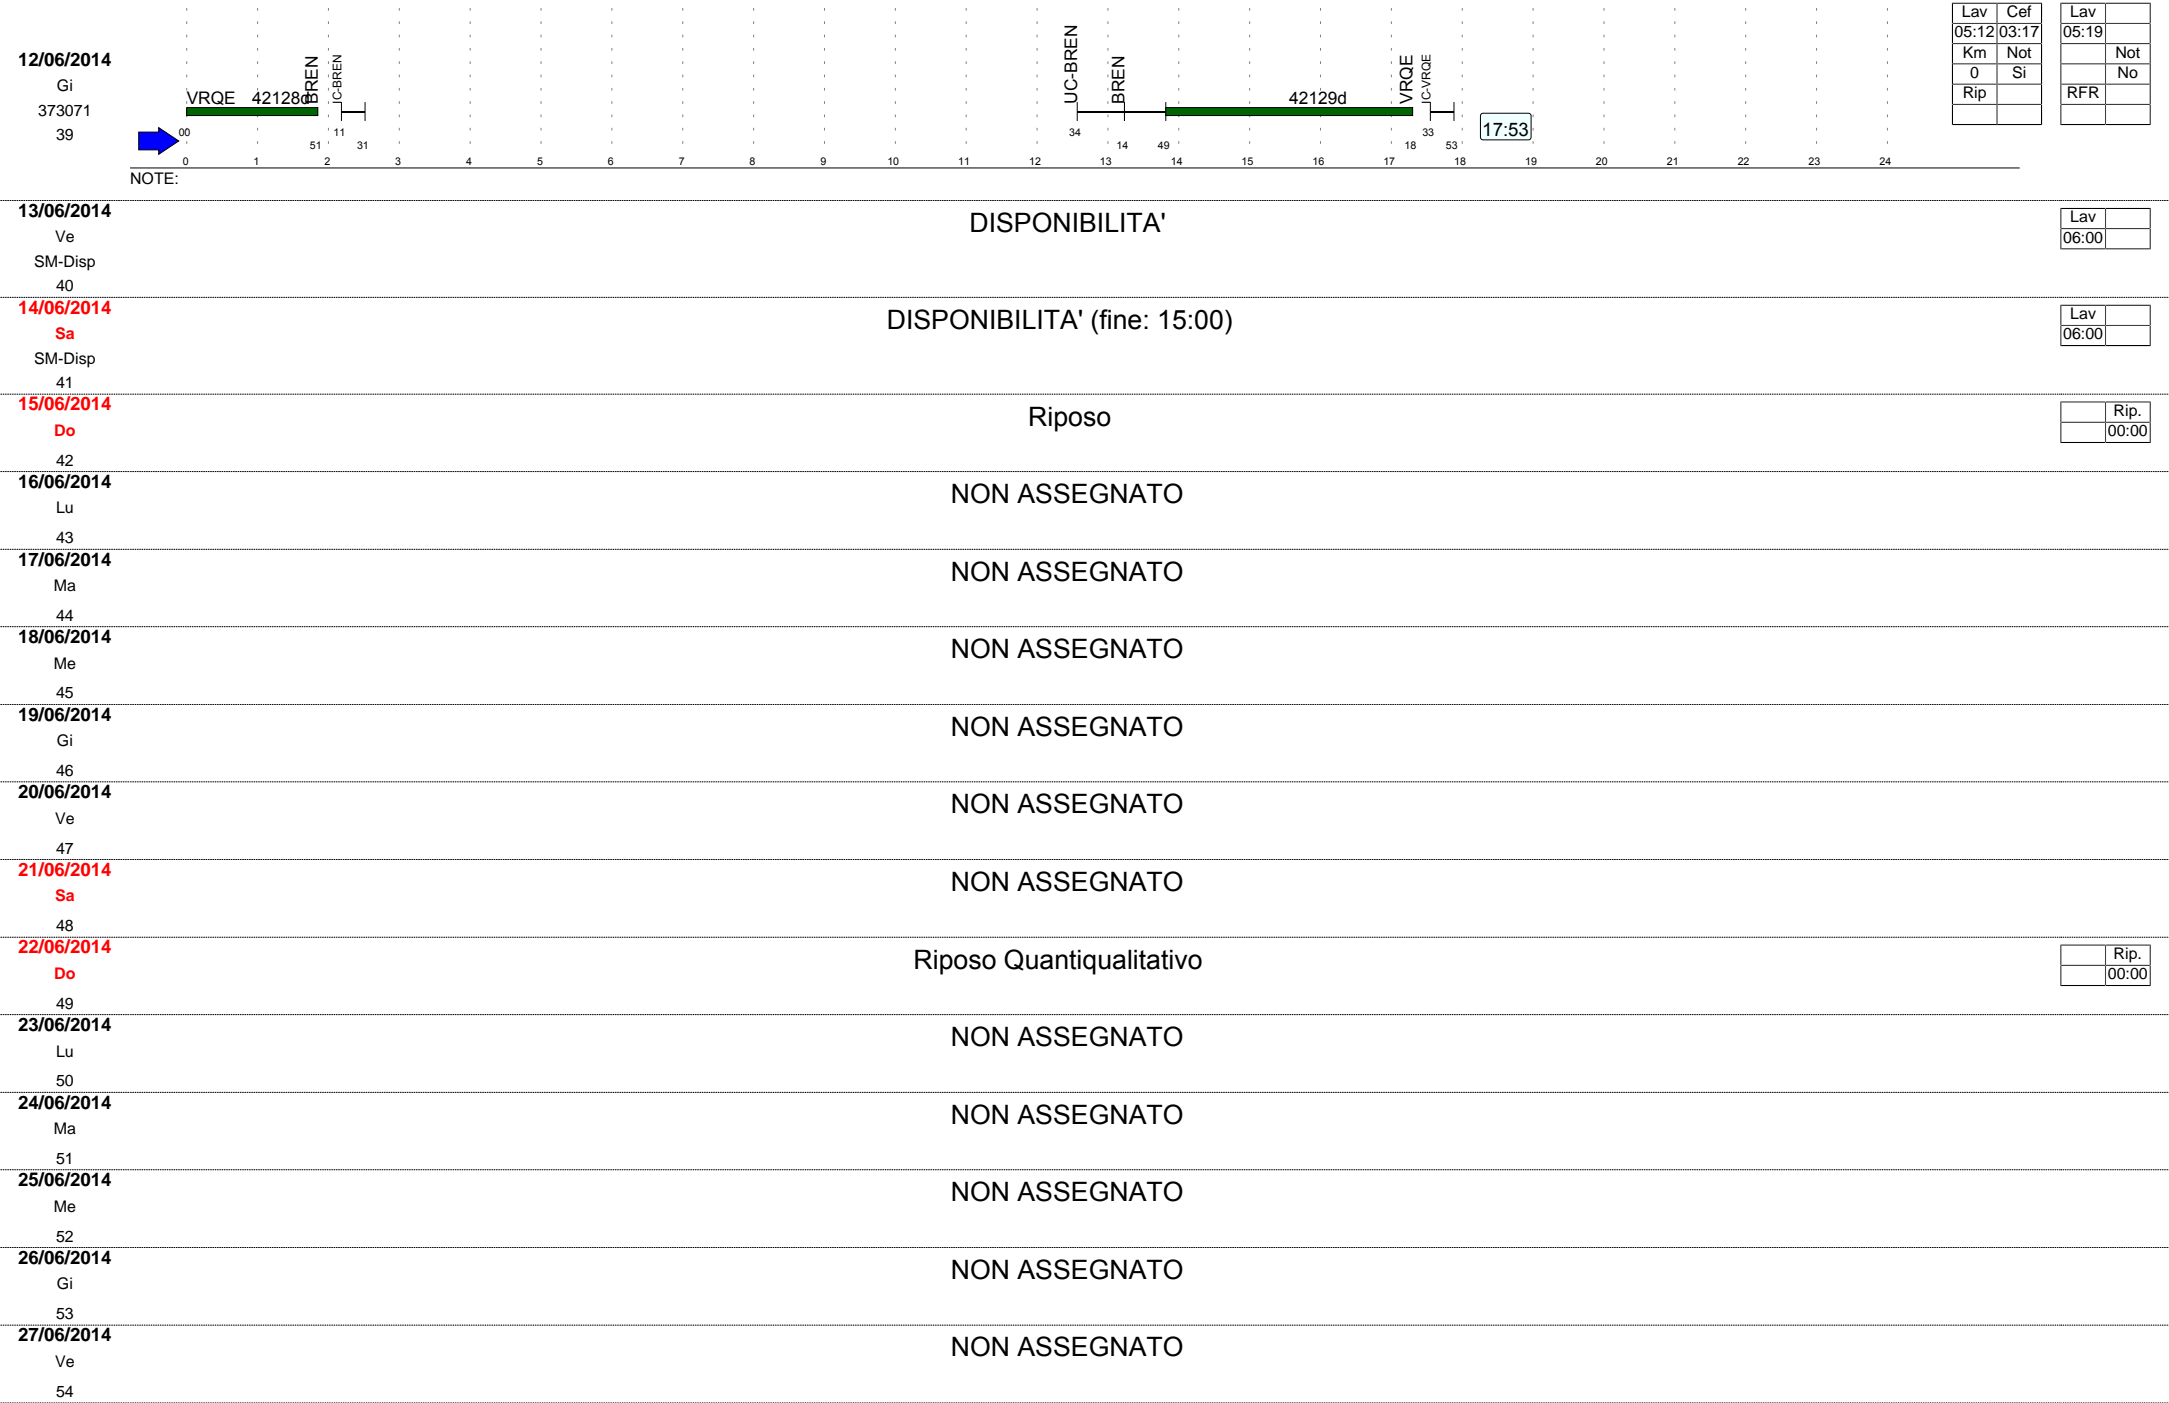 12/06/2014
Gi
373071
39
VRQE 42128d BREN IC-BREN UC-BREN BREN 42129d VRQE IC-VRQE
00 51 11 31 34 14 49 18 33 53
17:53
0 1 2 3 4 5 6 7 8 9 10 11 12 13 14 15 16 17 18 19 20 21 22 23 24
Lav Cef
05:12 03:17
Km Not
0 Si
Rip
Lav
05:19
Not
No
RFR
NOTE:
13/06/2014
Ve
SM-Disp
40
DISPONIBILITA'
Lav
06:00
14/06/2014
Sa
SM-Disp
41
DISPONIBILITA' (fine: 15:00)
Lav
06:00
15/06/2014
Do
42
Riposo
Rip.
00:00
16/06/2014
Lu
43
NON ASSEGNATO
17/06/2014
Ma
44
NON ASSEGNATO
18/06/2014
Me
45
NON ASSEGNATO
19/06/2014
Gi
46
NON ASSEGNATO
20/06/2014
Ve
47
NON ASSEGNATO
21/06/2014
Sa
48
NON ASSEGNATO
22/06/2014
Do
49
Riposo Quantiqualitativo
Rip.
00:00
23/06/2014
Lu
50
NON ASSEGNATO
24/06/2014
Ma
51
NON ASSEGNATO
25/06/2014
Me
52
NON ASSEGNATO
26/06/2014
Gi
53
NON ASSEGNATO
27/06/2014
Ve
54
NON ASSEGNATO